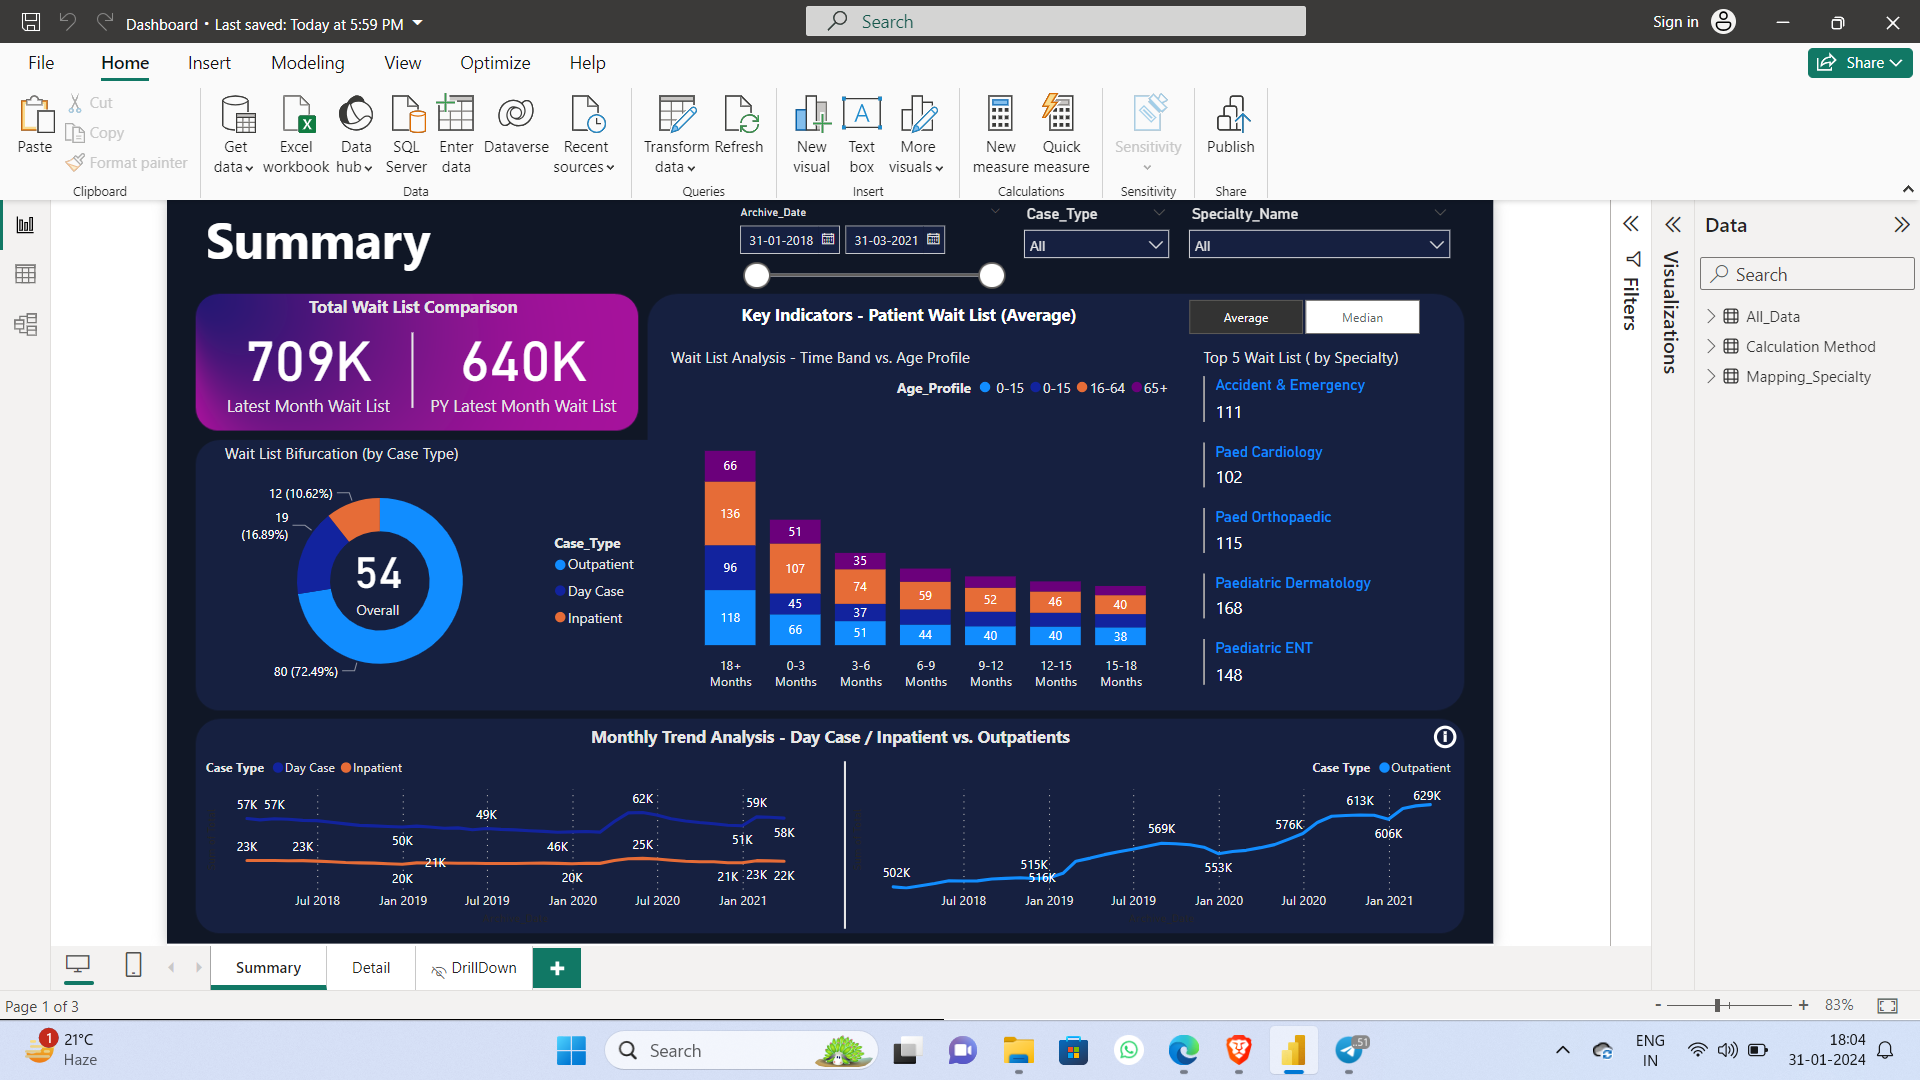 Dashboard • Last saved: Today at 5:59 PM
Search
Sign in
File
Home
Insert
Modeling
View
Optimize
Help
Share
Paste
Cut
Copy
Format painter
Clipboard
Get data
Excel workbook
Data hub
SQL Server
Enter data
Dataverse
Recent sources
Data
Transform data
Refresh
Queries
New visual
Text box
More visuals
Insert
New measure
Quick measure
Calculations
Sensitivity
Sensitivity
Publish
Share
Summary
Archive_Date
31-01-2018
31-03-2021
Case_Type
All
Specialty_Name
All
Total Wait List Comparison
709K
Latest Month Wait List
640K
PY Latest Month Wait List
Key Indicators - Patient Wait List (Average)
Average
Median
Wait List Analysis - Time Band vs. Age Profile
Age_Profile 0-15 0-15 16-64 65+
66
136
96
118
51
107
45
66
35
74
37
51
59
44
52
40
46
40
40
38
18+ Months
0-3 Months
3-6 Months
6-9 Months
9-12 Months
12-15 Months
15-18 Months
Top 5 Wait List ( by Specialty)
Accident & Emergency
111
Paed Cardiology
102
Paed Orthopaedic
115
Paediatric Dermatology
168
Paediatric ENT
148
Wait List Bifurcation (by Case Type)
12 (10.62%)
19
(16.89%)
54
Overall
80 (72.49%)
Case_Type
Outpatient
Day Case
Inpatient
Monthly Trend Analysis - Day Case / Inpatient vs. Outpatients
Case Type Day Case Inpatient
57K 57K
50K
49K
46K
62K
51K
59K
58K
23K
23K
20K
21K
20K
25K
21K
23K
22K
Jul 2018
Jan 2019
Jul 2019
Jan 2020
Jul 2020
Jan 2021
Case Type Outpatient
502K
515K
516K
569K
553K
576K
613K
606K
629K
Jul 2018
Jan 2019
Jul 2019
Jan 2020
Jul 2020
Jan 2021
Filters
Visualizations
Data
Search
All_Data
Calculation Method
Mapping_Specialty
Summary
Detail
DrillDown
Page 1 of 3
- + 83%
1
21°C
Haze
Search
51
ENG
IN
18:04
31-01-2024